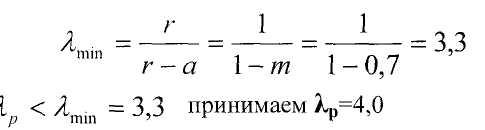 λmin = r / (r − a) = 1 / (1 − m) = 1 / (1 − 0,7) = 3,3
λp < λmin = 3,3 принимаем λp=4,0